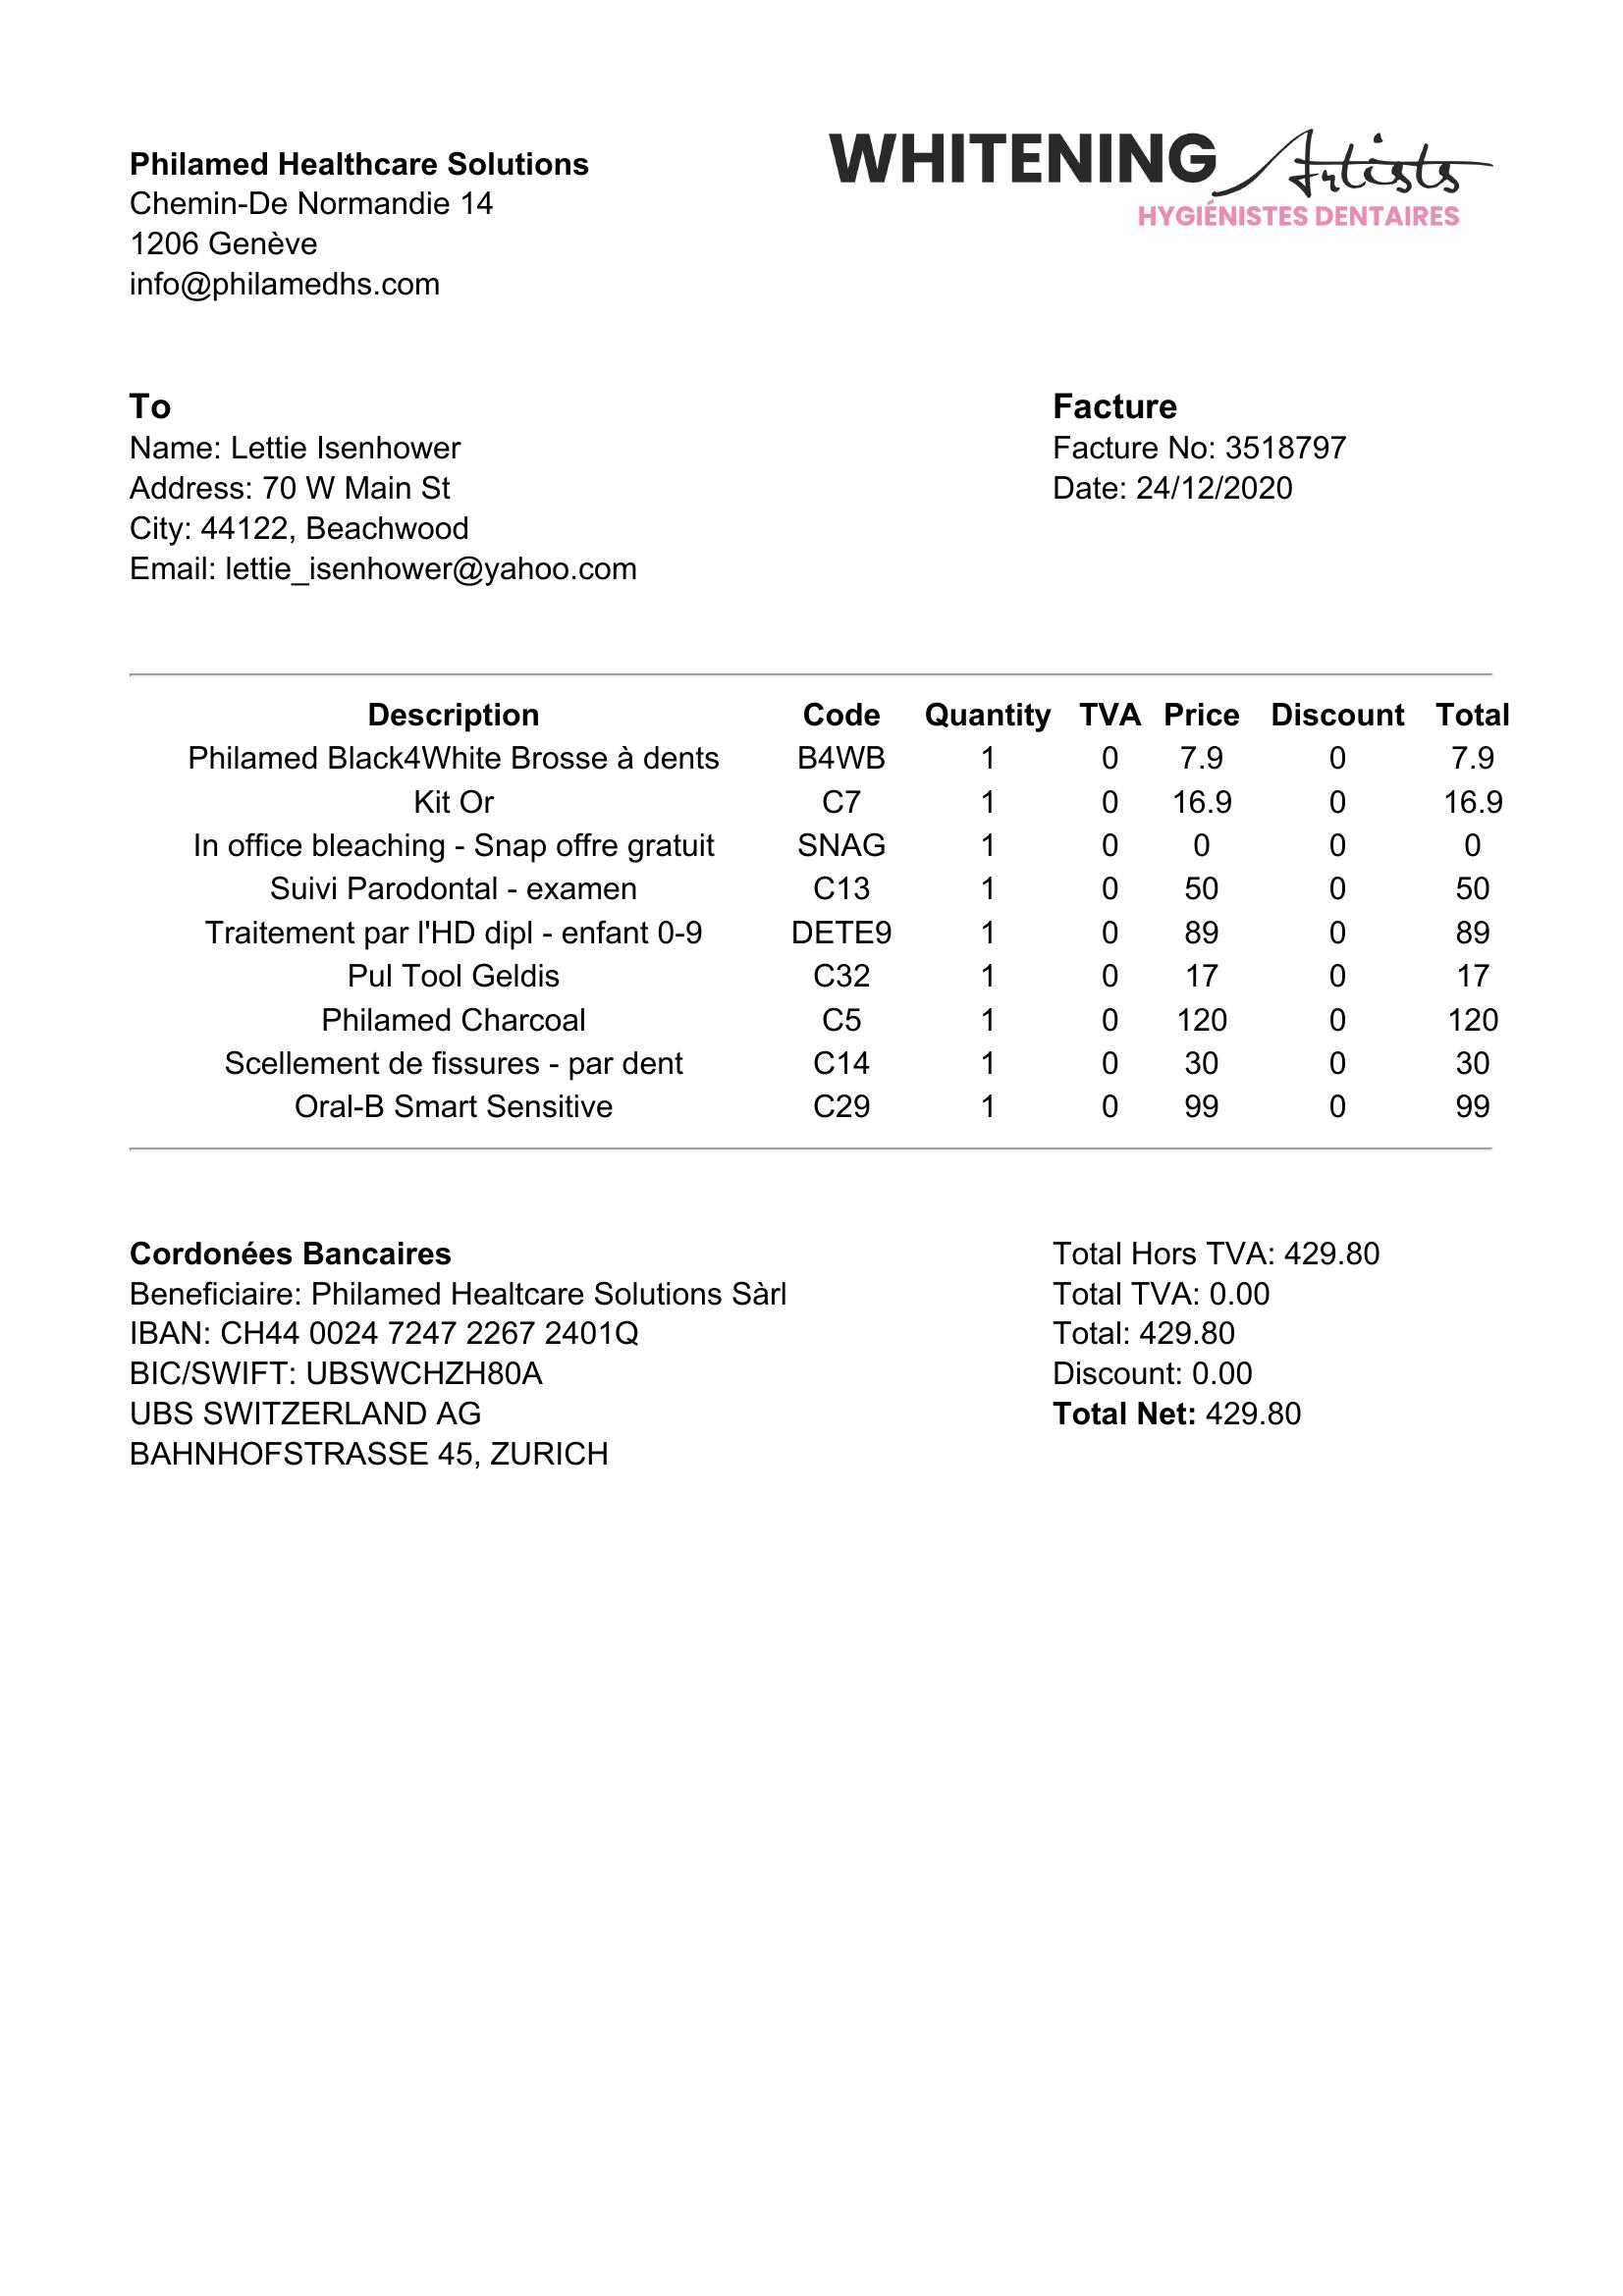 Philamed Healthcare Solutions
Chemin-De Normandie 14
1206 Genève
info@philamedhs.com
WHITENING Artists
HYGIÉNISTES DENTAIRES
To
Name: Lettie Isenhower
Address: 70 W Main St
City: 44122, Beachwood
Email: lettie_isenhower@yahoo.com
Facture
Facture No: 3518797
Date: 24/12/2020
Description Code Quantity TVA Price Discount Total
Philamed Black4White Brosse à dents B4WB 1 0 7.9 0 7.9
Kit Or C7 1 0 16.9 0 16.9
In office bleaching - Snap offre gratuit SNAG 1 0 0 0 0
Suivi Parodontal - examen C13 1 0 50 0 50
Traitement par l'HD dipl - enfant 0-9 DETE9 1 0 89 0 89
Pul Tool Geldis C32 1 0 17 0 17
Philamed Charcoal C5 1 0 120 0 120
Scellement de fissures - par dent C14 1 0 30 0 30
Oral-B Smart Sensitive C29 1 0 99 0 99
Cordonées Bancaires
Beneficiaire: Philamed Healtcare Solutions Sàrl
IBAN: CH44 0024 7247 2267 2401Q
BIC/SWIFT: UBSWCHZH80A
UBS SWITZERLAND AG
BAHNHOFSTRASSE 45, ZURICH
Total Hors TVA: 429.80
Total TVA: 0.00
Total: 429.80
Discount: 0.00
Total Net: 429.80